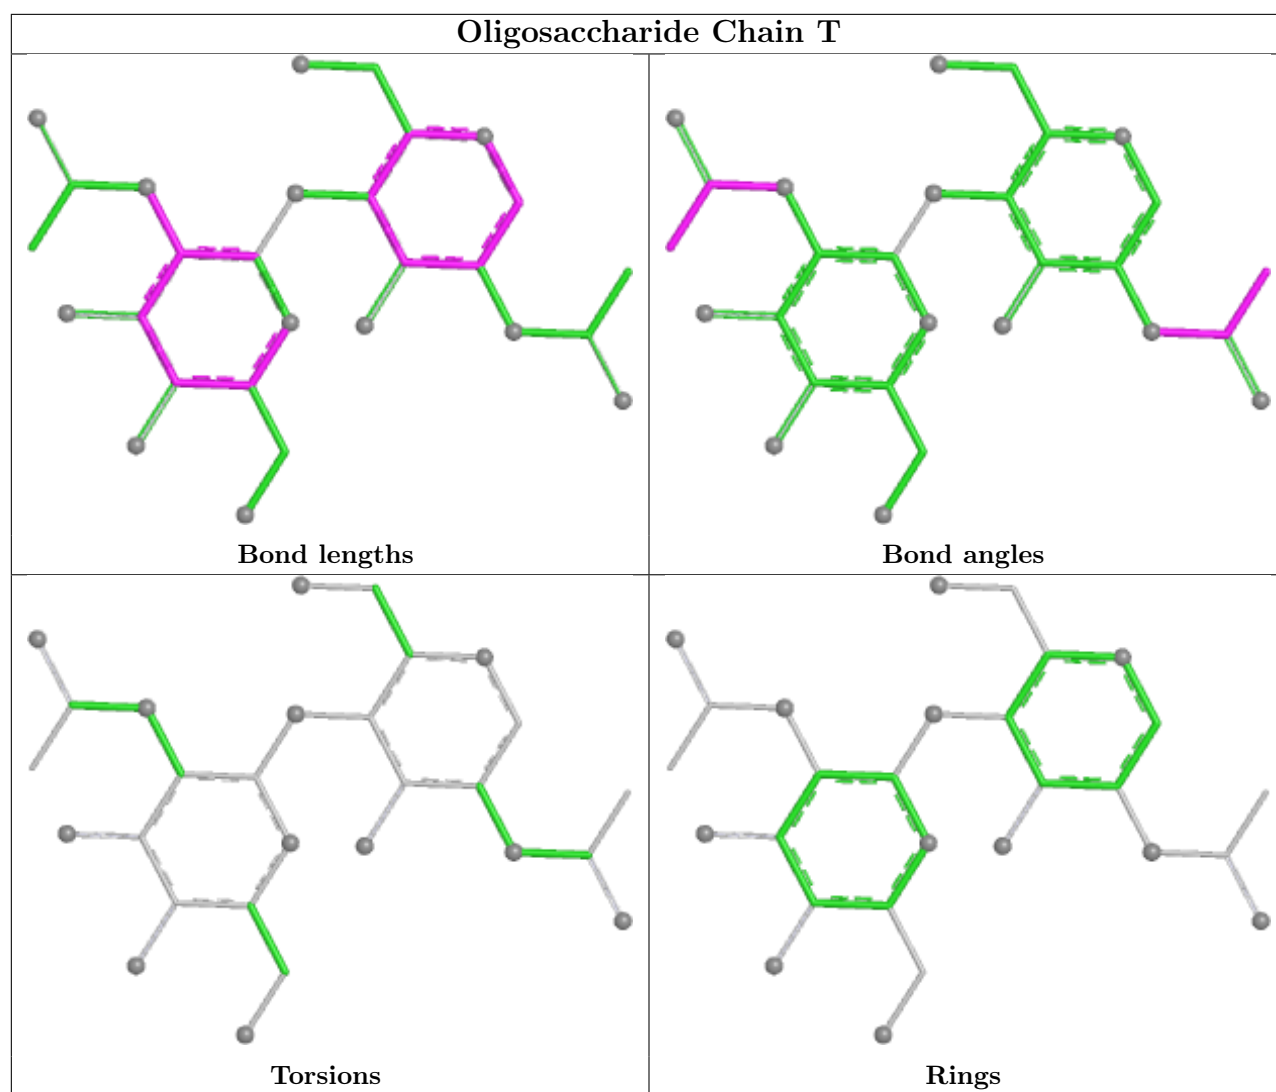 Oligosaccharide Chain T
Bond lengths
Bond angles
Torsions
Rings